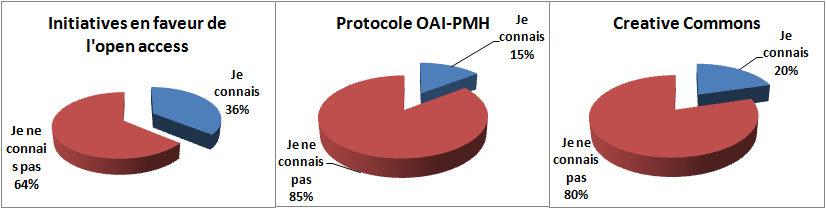 Initiatives en faveur de
l'open access
Je
connais
36%
Je ne
connai
s pas
64%
Protocole OAI-PMH
Je
connais
15%
Je ne
connais
pas
85%
Creative Commons
Je
connais
20%
Je ne
connais
pas
80%